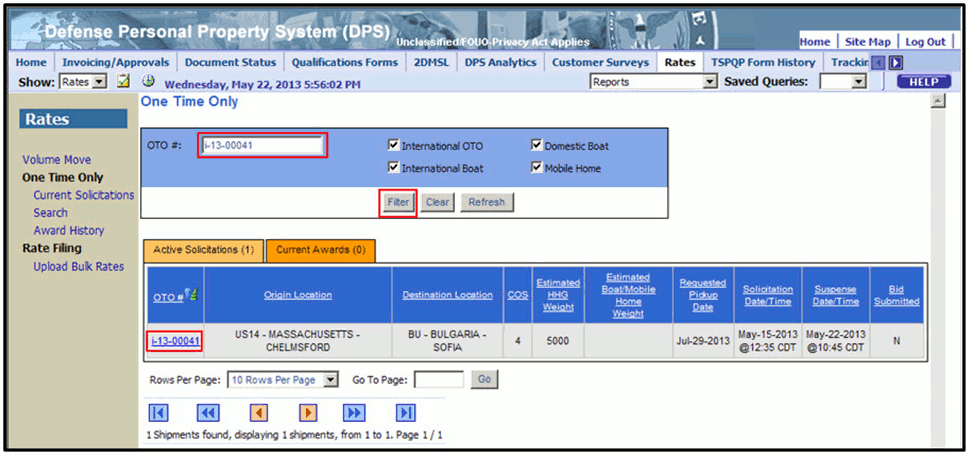 Defense Personal Property System (DPS)
Unclassified/FOUO-Privacy Act Applies
Home Site Map Log Out
Home Invoicing/Approvals Document Status Qualifications Forms 2DMSL DPS Analytics Customer Surveys Rates TSPQP Form History Trackin
Show: Rates Wednesday, May 22, 2013 5:56:02 PM Reports Saved Queries: HELP
Rates
Volume Move
One Time Only
Current Solicitations
Search
Award History
Rate Filing
Upload Bulk Rates
One Time Only
OTO #: i-13-00041 International OTO Domestic Boat
International Boat Mobile Home
Filter Clear Refresh
Active Solicitations (1) Current Awards (0)
OTO # Origin Location Destination Location COS Estimated HHG Weight Estimated Boat/Mobile Home Weight Requested Pickup Date Solicitation Date/Time Suspense Date/Time Bid Submitted
i-13-00041 US14 - MASSACHUSETTS - CHELMSFORD BU - BULGARIA - SOFIA 4 5000 Jul-29-2013 May-15-2013 @12:35 CDT May-22-2013 @10:45 CDT N
Rows Per Page: 10 Rows Per Page Go To Page: Go
1 Shipments found, displaying 1 shipments, from 1 to 1. Page 1 / 1